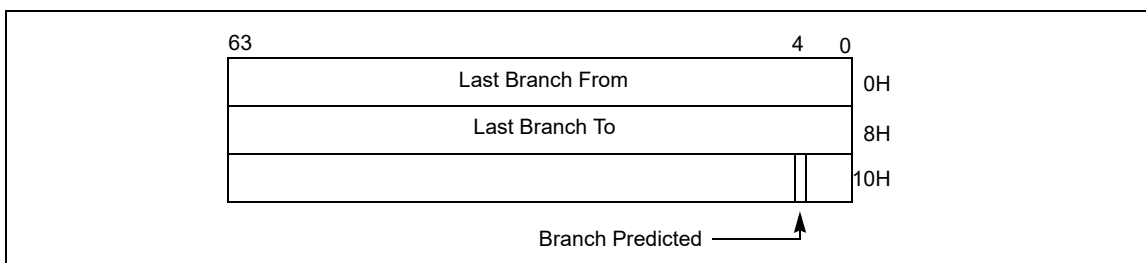 63 4 0
Last Branch From 0H
Last Branch To 8H
10H
Branch Predicted